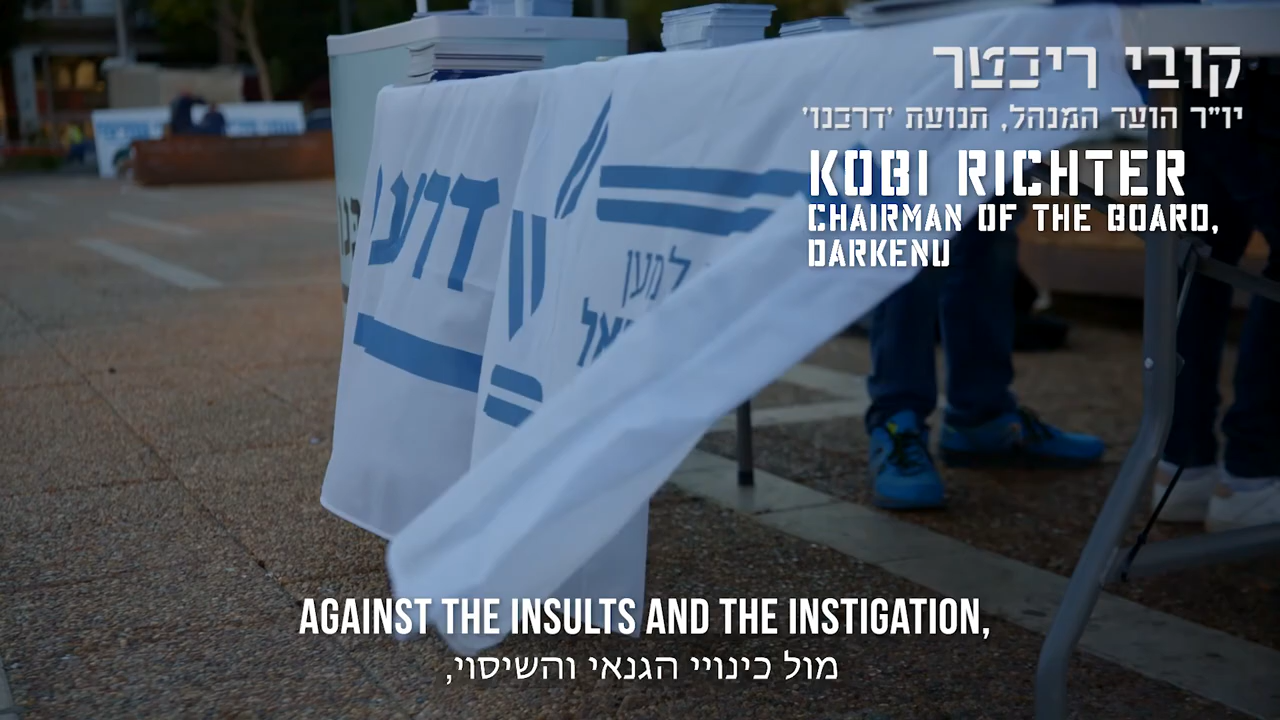 קובי ריכטר
יו"ר הועד המנהל, תנועת 'דרכנו'
KOBI RICHTER
CHAIRMAN OF THE BOARD,
DARKENU
למען
AGAINST THE INSULTS AND THE INSTIGATION,
מול כינויי הגנאי והשיסוי,